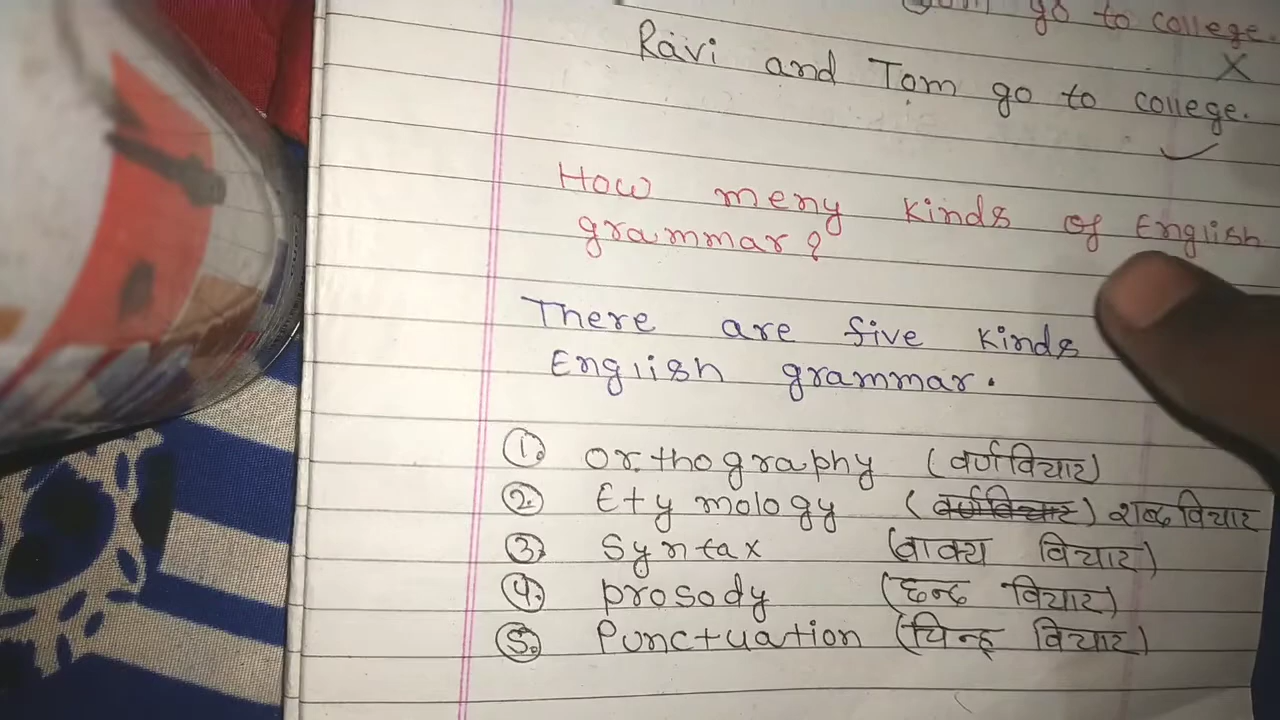 go to college.
X
Ravi and Tom go to college.
How meny kinds of English
grammar?
There are five kinds
English grammar.
1. Orthography (वर्णविचार)
2. Etymology (वर्णविचार) शब्द विचार
3. Syntax (वाक्य विचार)
4. Prosody (छन्द विचार)
5. Punctuation (चिन्ह विचार)